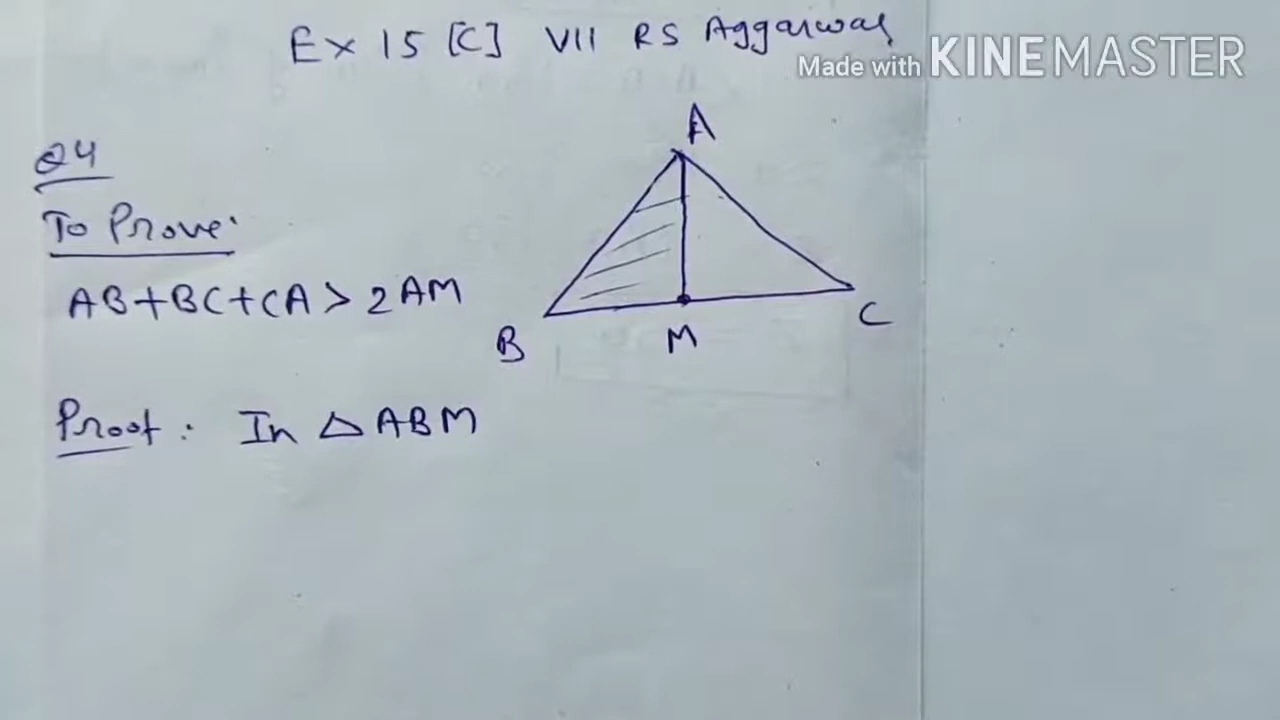 Ex 15 [C] VII RS Aggarwal
Made with KINEMASTER
Q4
To Prove:
AB+BC+CA > 2AM
A
B
M
C
Proof: In △ABM